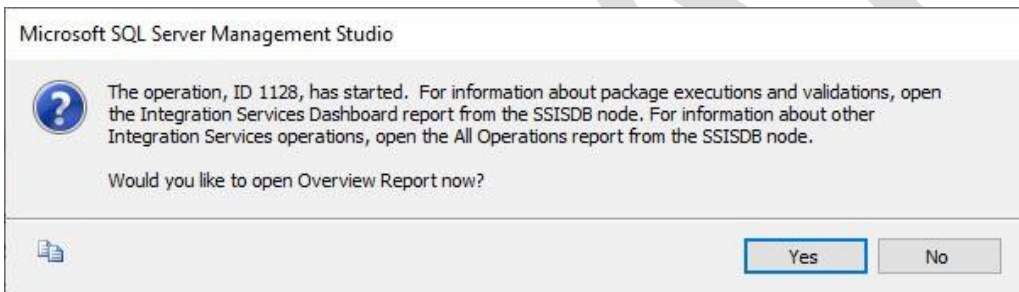 Microsoft SQL Server Management Studio
The operation, ID 1128, has started.  For information about package executions and validations, open
the Integration Services Dashboard report from the SSISDB node. For information about other
Integration Services operations, open the All Operations report from the SSISDB node.
Would you like to open Overview Report now?
Yes No